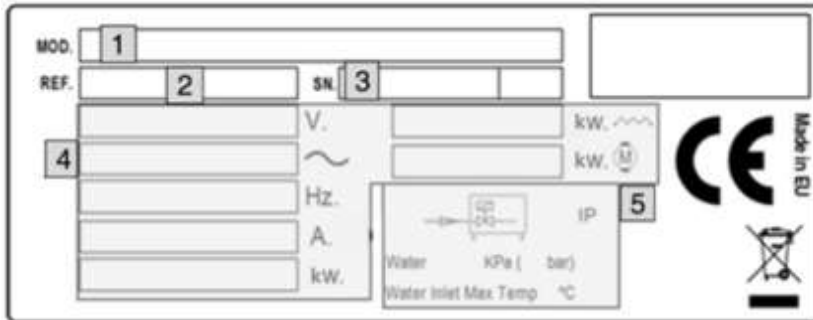 MOD. 1
REF. 2 SN. 3
V. kw.
4 kw. M
Hz. 5
A. IP
kw.
Water KPa ( bar)
Water Inlet Max Temp °C
CE
Made in EU